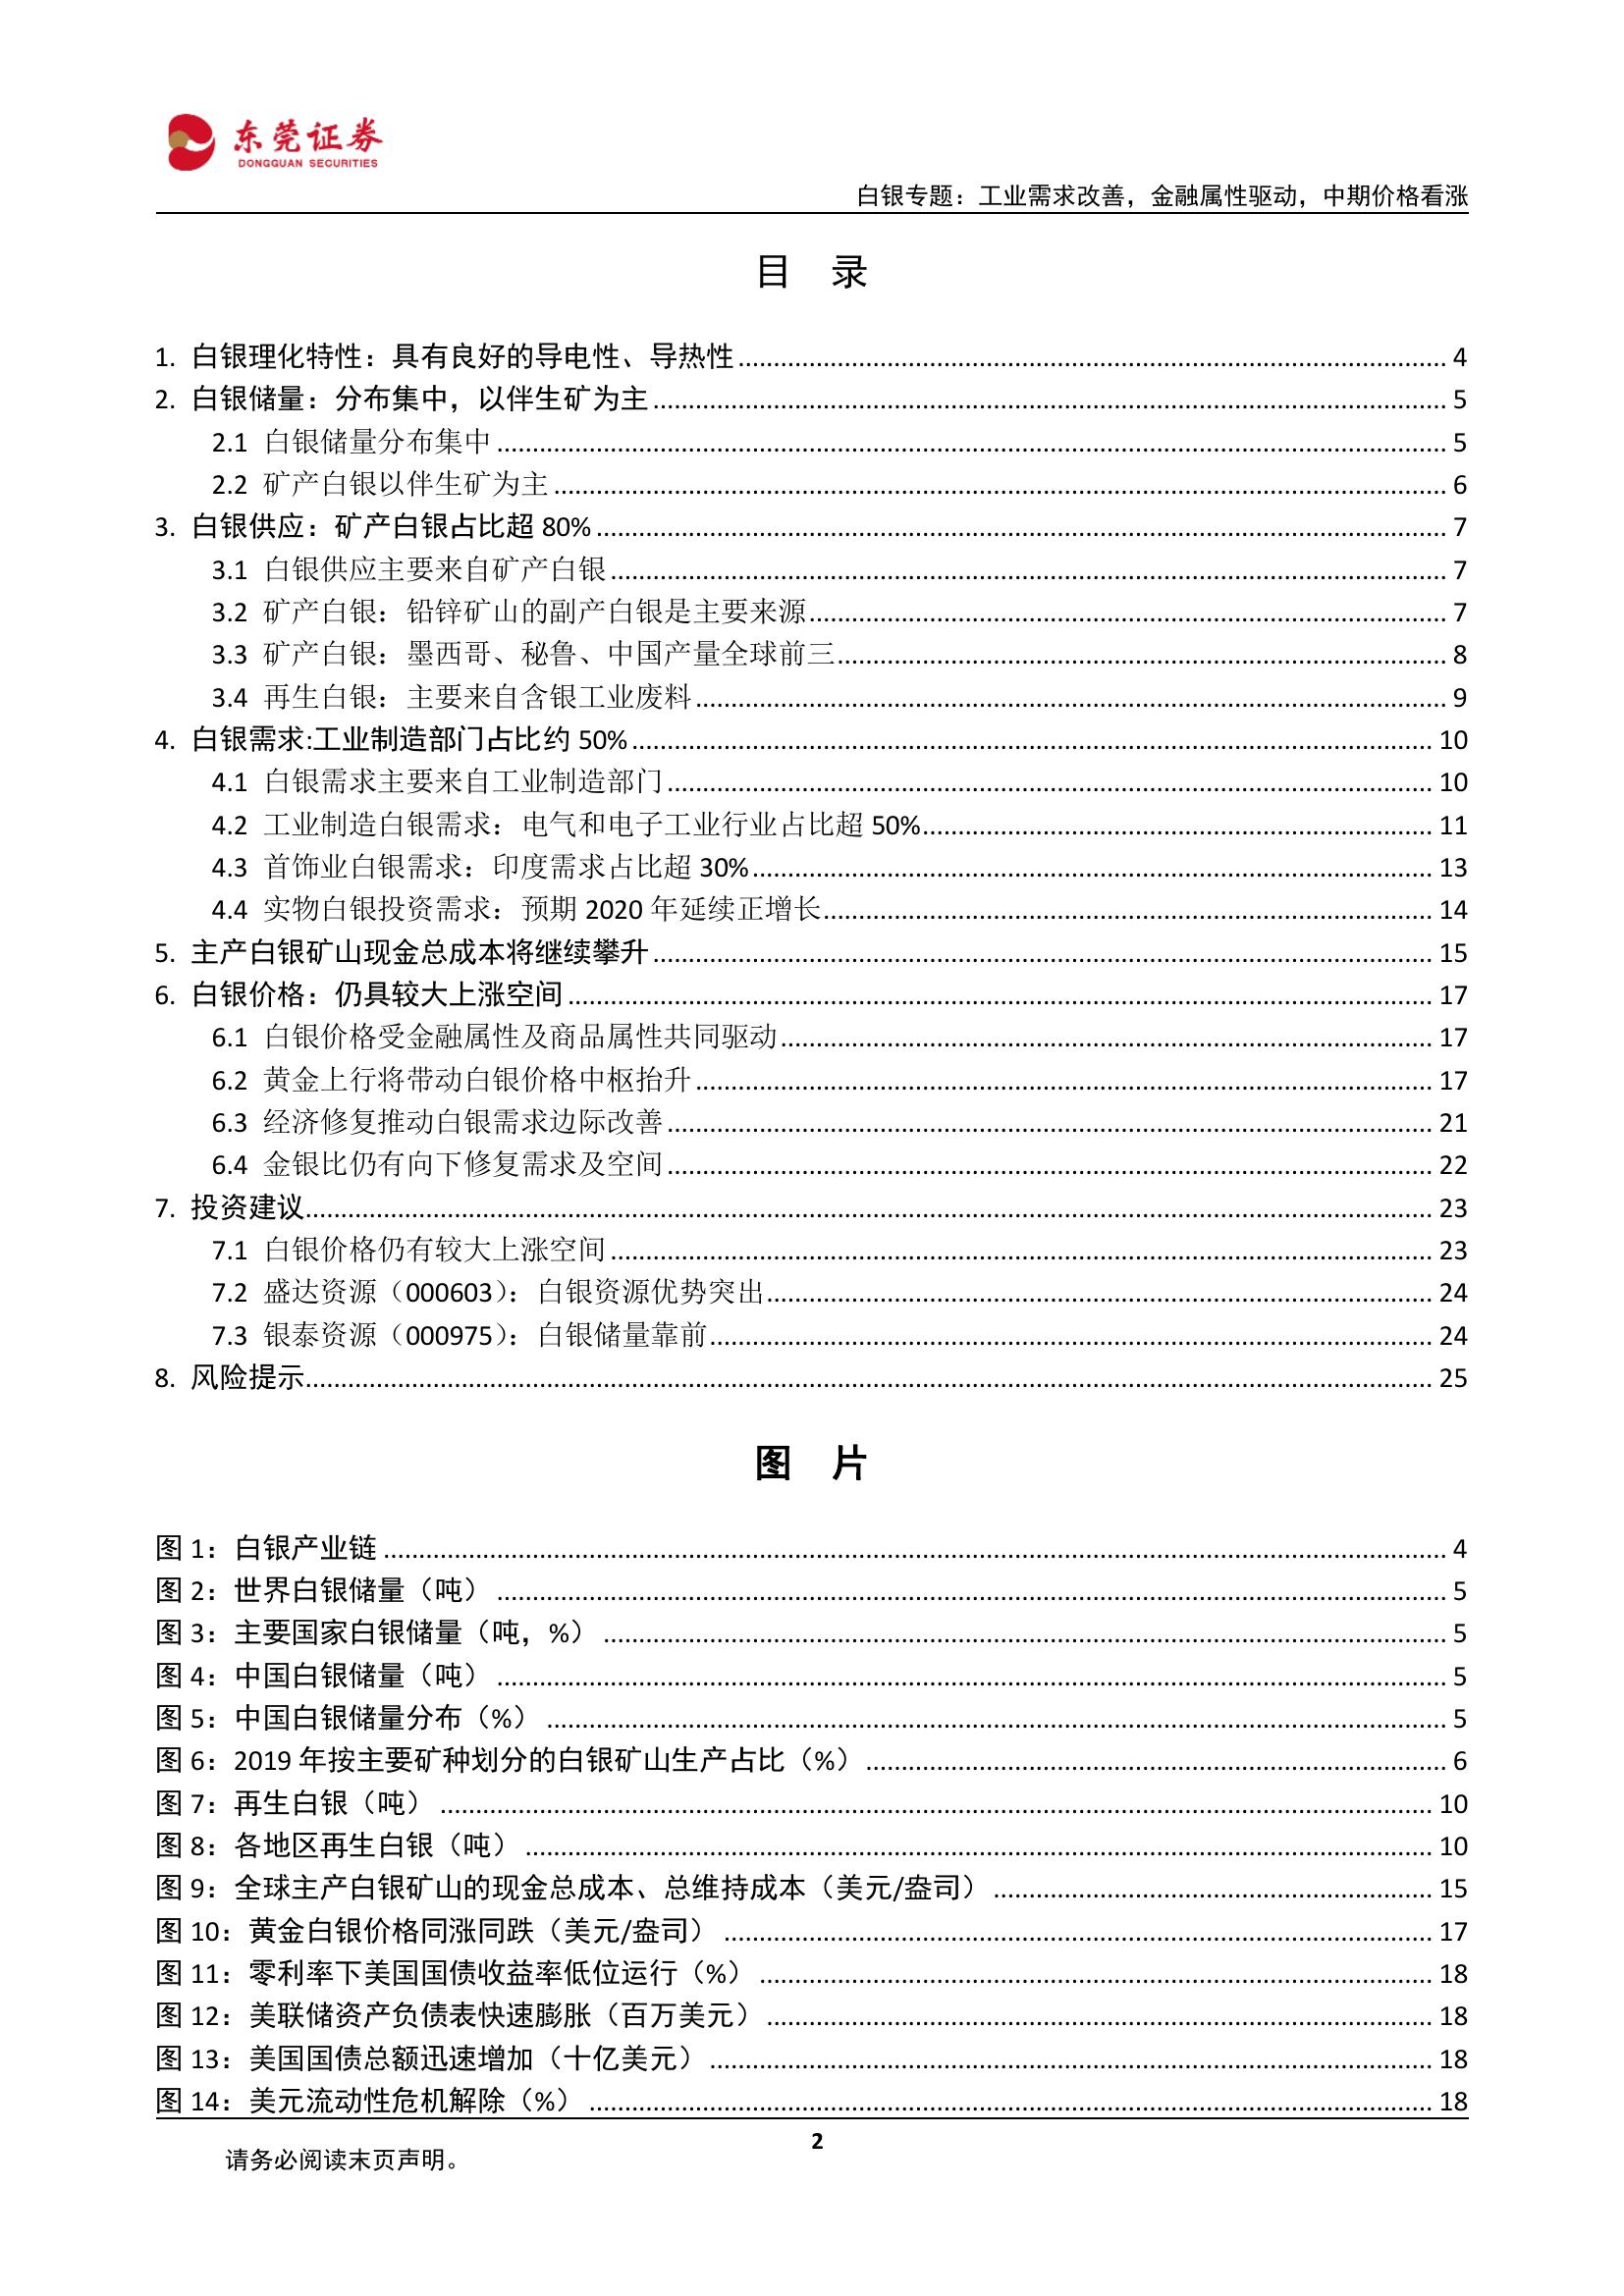 东莞证券
DONGGUAN SECURITIES
白银专题：工业需求改善，金融属性驱动，中期价格看涨
目 录
1. 白银理化特性：具有良好的导电性、导热性 4
2. 白银储量：分布集中，以伴生矿为主 5
2.1 白银储量分布集中 5
2.2 矿产白银以伴生矿为主 6
3. 白银供应：矿产白银占比超 80% 7
3.1 白银供应主要来自矿产白银 7
3.2 矿产白银：铅锌矿山的副产白银是主要来源 7
3.3 矿产白银：墨西哥、秘鲁、中国产量全球前三 8
3.4 再生白银：主要来自含银工业废料 9
4. 白银需求:工业制造部门占比约 50% 10
4.1 白银需求主要来自工业制造部门 10
4.2 工业制造白银需求：电气和电子工业行业占比超 50% 11
4.3 首饰业白银需求：印度需求占比超 30% 13
4.4 实物白银投资需求：预期 2020 年延续正增长 14
5. 主产白银矿山现金总成本将继续攀升 15
6. 白银价格：仍具较大上涨空间 17
6.1 白银价格受金融属性及商品属性共同驱动 17
6.2 黄金上行将带动白银价格中枢抬升 17
6.3 经济修复推动白银需求边际改善 21
6.4 金银比仍有向下修复需求及空间 22
7. 投资建议 23
7.1 白银价格仍有较大上涨空间 23
7.2 盛达资源（000603）：白银资源优势突出 24
7.3 银泰资源（000975）：白银储量靠前 24
8. 风险提示 25
图 片
图 1：白银产业链 4
图 2：世界白银储量（吨） 5
图 3：主要国家白银储量（吨，%） 5
图 4：中国白银储量（吨） 5
图 5：中国白银储量分布（%） 5
图 6：2019 年按主要矿种划分的白银矿山生产占比（%） 6
图 7：再生白银（吨） 10
图 8：各地区再生白银（吨） 10
图 9：全球主产白银矿山的现金总成本、总维持成本（美元/盎司） 15
图 10：黄金白银价格同涨同跌（美元/盎司） 17
图 11：零利率下美国国债收益率低位运行（%） 18
图 12：美联储资产负债表快速膨胀（百万美元） 18
图 13：美国国债总额迅速增加（十亿美元） 18
图 14：美元流动性危机解除（%） 18
2
请务必阅读末页声明。